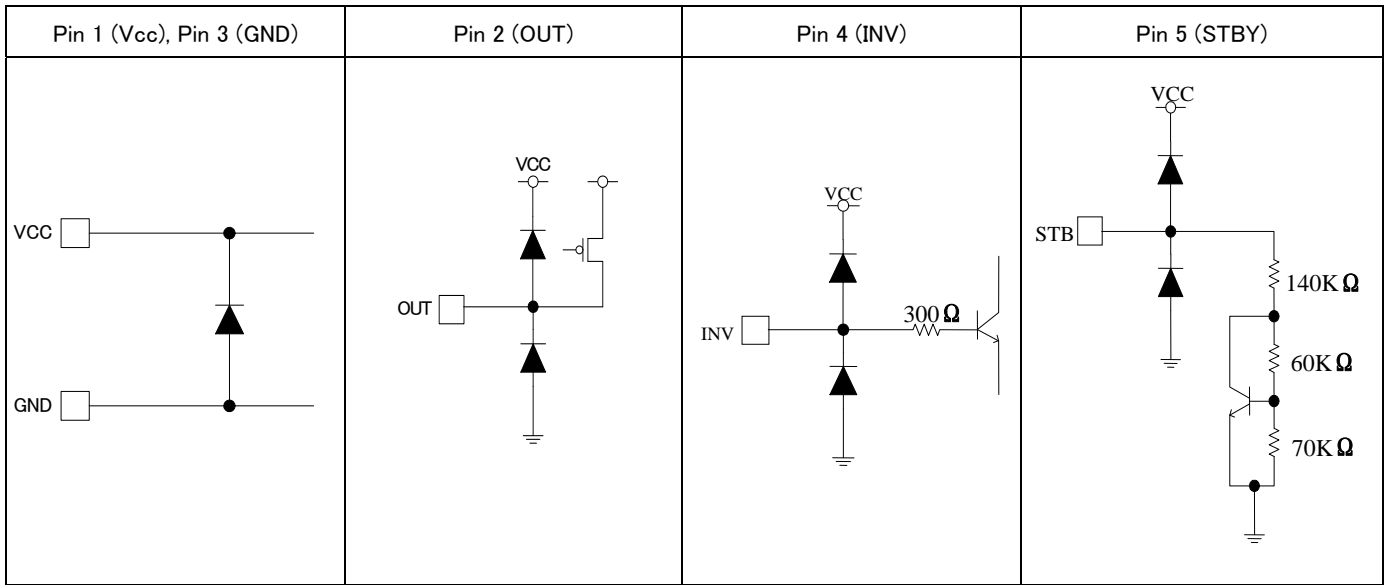 Pin 1 (Vcc), Pin 3 (GND)
Pin 2 (OUT)
Pin 4 (INV)
Pin 5 (STBY)
VCC
GND
VCC
OUT
VCC
INV
300Ω
VCC
STB
140KΩ
60KΩ
70KΩ